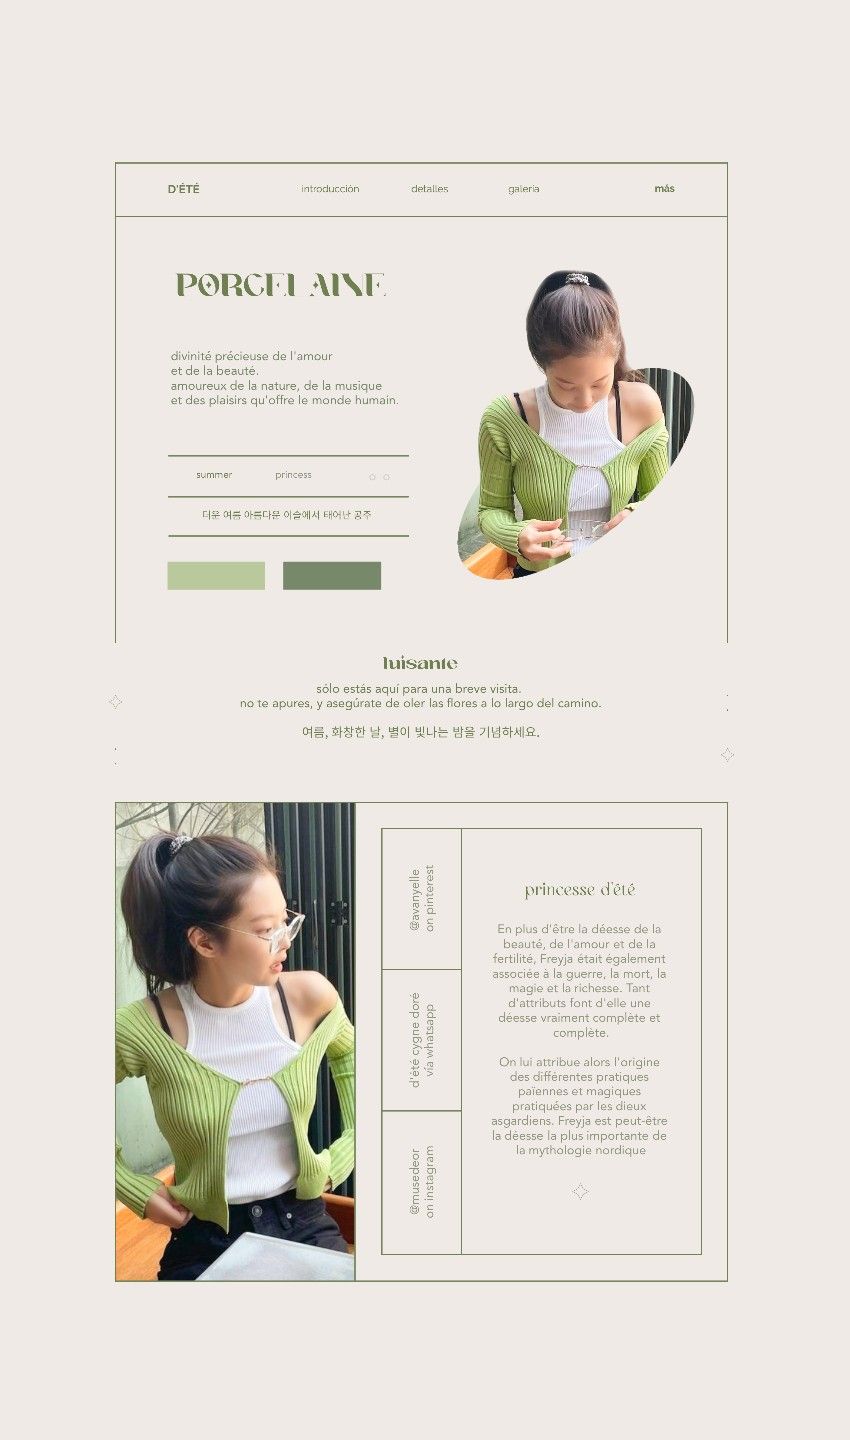 D'ÉTÉ introducción detalles galería más
PORCELAINE
divinité précieuse de l'amour
et de la beauté.
amoureux de la nature, de la musique
et des plaisirs qu'offre le monde humain.
summer princess
더운 여름 아름다운 이슬에서 태어난 공주
luisante
sólo estás aquí para una breve visita.
no te apures, y asegúrate de oler las flores a lo largo del camino.
여름, 화창한 날, 별이 빛나는 밤을 기념하세요.
@avanyelle
on pinterest
d'été cygne doré
vía whatsapp
@musedeor
on instagram
princesse d'été
En plus d'être la déesse de la
beauté, de l'amour et de la
fertilité, Freyja était également
associée à la guerre, la mort, la
magie et la richesse. Tant
d'attributs font d'elle une
déesse vraiment complète et
complète.
On lui attribue alors l'origine
des différentes pratiques
païennes et magiques
pratiquées par les dieux
asgardiens. Freyja est peut-être
la déesse la plus importante de
la mythologie nordique